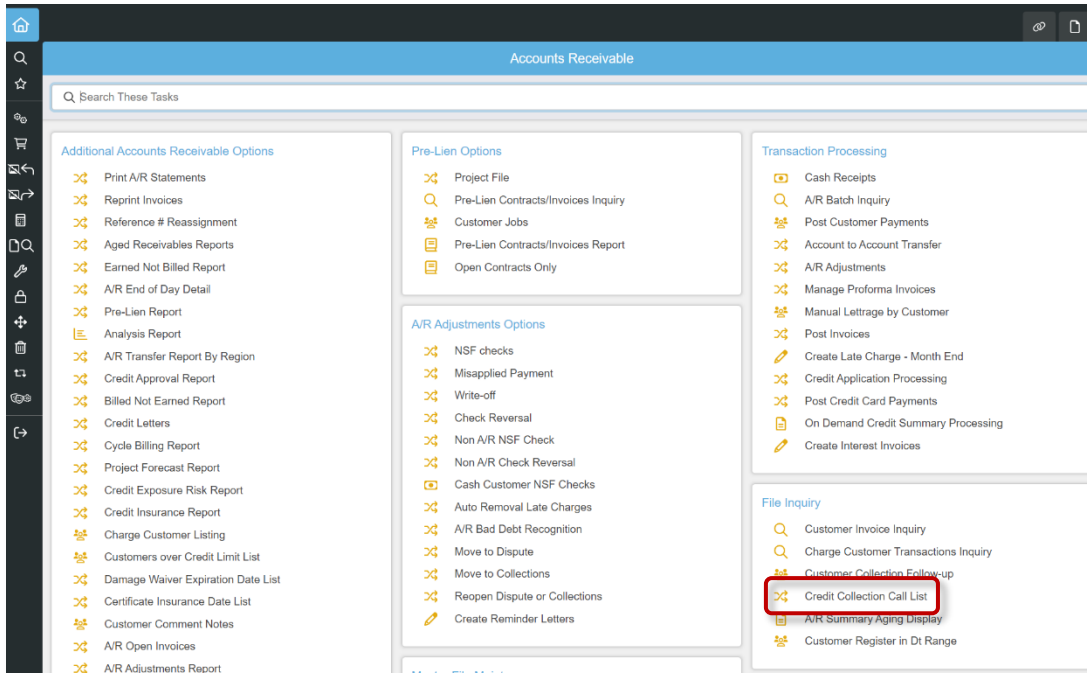 Accounts Receivable
Search These Tasks
Additional Accounts Receivable Options
Print A/R Statements
Reprint Invoices
Reference # Reassignment
Aged Receivables Reports
Earned Not Billed Report
A/R End of Day Detail
Pre-Lien Report
Analysis Report
A/R Transfer Report By Region
Credit Approval Report
Billed Not Earned Report
Credit Letters
Cycle Billing Report
Project Forecast Report
Credit Exposure Risk Report
Credit Insurance Report
Charge Customer Listing
Customers over Credit Limit List
Damage Waiver Expiration Date List
Certificate Insurance Date List
Customer Comment Notes
A/R Open Invoices
A/R Adjustments Report
Pre-Lien Options
Project File
Pre-Lien Contracts/Invoices Inquiry
Customer Jobs
Pre-Lien Contracts/Invoices Report
Open Contracts Only
A/R Adjustments Options
NSF checks
Misapplied Payment
Write-off
Check Reversal
Non A/R NSF Check
Non A/R Check Reversal
Cash Customer NSF Checks
Auto Removal Late Charges
A/R Bad Debt Recognition
Move to Dispute
Move to Collections
Reopen Dispute or Collections
Create Reminder Letters
Transaction Processing
Cash Receipts
A/R Batch Inquiry
Post Customer Payments
Account to Account Transfer
A/R Adjustments
Manage Proforma Invoices
Manual Lettrage by Customer
Post Invoices
Create Late Charge - Month End
Credit Application Processing
Post Credit Card Payments
On Demand Credit Summary Processing
Create Interest Invoices
File Inquiry
Customer Invoice Inquiry
Charge Customer Transactions Inquiry
Customer Collection Follow-up
Credit Collection Call List
A/R Summary Aging Display
Customer Register in Dt Range